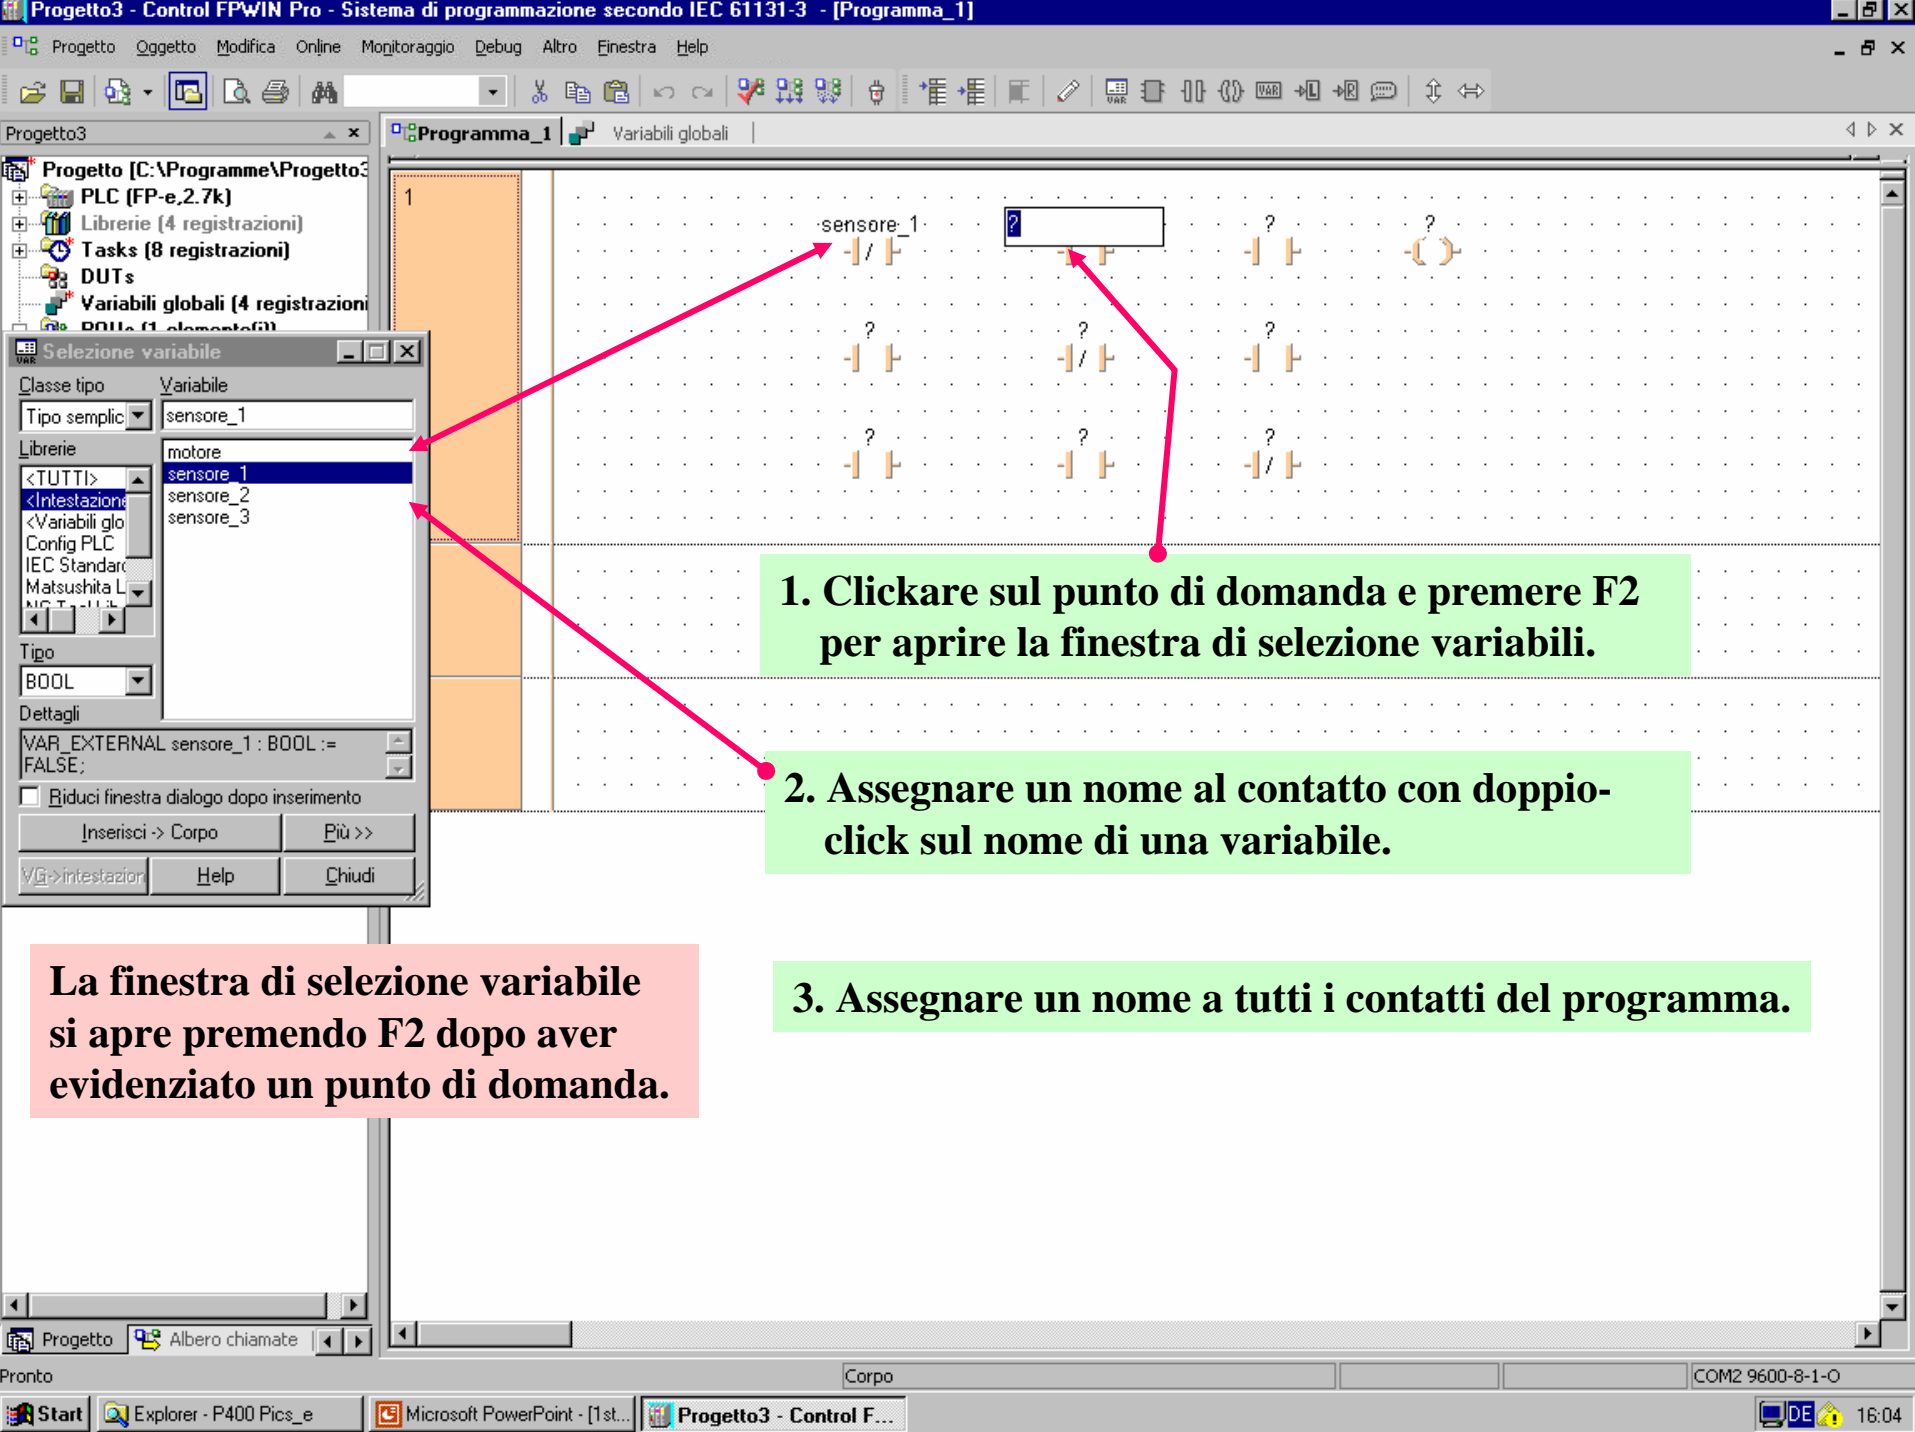 Progetto3 - Control FPWIN Pro - Sistema di programmazione secondo IEC 61131-3 - [Programma_1]
Progetto Oggetto Modifica Online Monitoraggio Debug Altro Finestra Help
Progetto3
Programma_1 Variabili globali
Progetto [C:\Programme\Progetto3
PLC (FP-e,2.7k)
Librerie (4 registrazioni)
Tasks (8 registrazioni)
DUTs
Variabili globali (4 registrazioni
POUs (1 elemento(i))
1
sensore_1 ? ? ?
? ? ?
? ? ?
Selezione variabile
Classe tipo Variabile
Tipo semplic sensore_1
Librerie
<TUTTI>
<Intestazione
<Variabili glo
Config PLC
IEC Standard
Matsushita L
motore
sensore_1
sensore_2
sensore_3
Tipo
BOOL
Dettagli
VAR_EXTERNAL sensore_1 : BOOL :=
FALSE;
Riduci finestra dialogo dopo inserimento
Inserisci -> Corpo Più >>
VG->intestazion Help Chiudi
1. Clickare sul punto di domanda e premere F2
per aprire la finestra di selezione variabili.
2. Assegnare un nome al contatto con doppio-
click sul nome di una variabile.
3. Assegnare un nome a tutti i contatti del programma.
La finestra di selezione variabile
si apre premendo F2 dopo aver
evidenziato un punto di domanda.
Progetto Albero chiamate
Pronto Corpo COM2 9600-8-1-O
Start Explorer - P400 Pics_e Microsoft PowerPoint - [1st... Progetto3 - Control F... DE 16:04